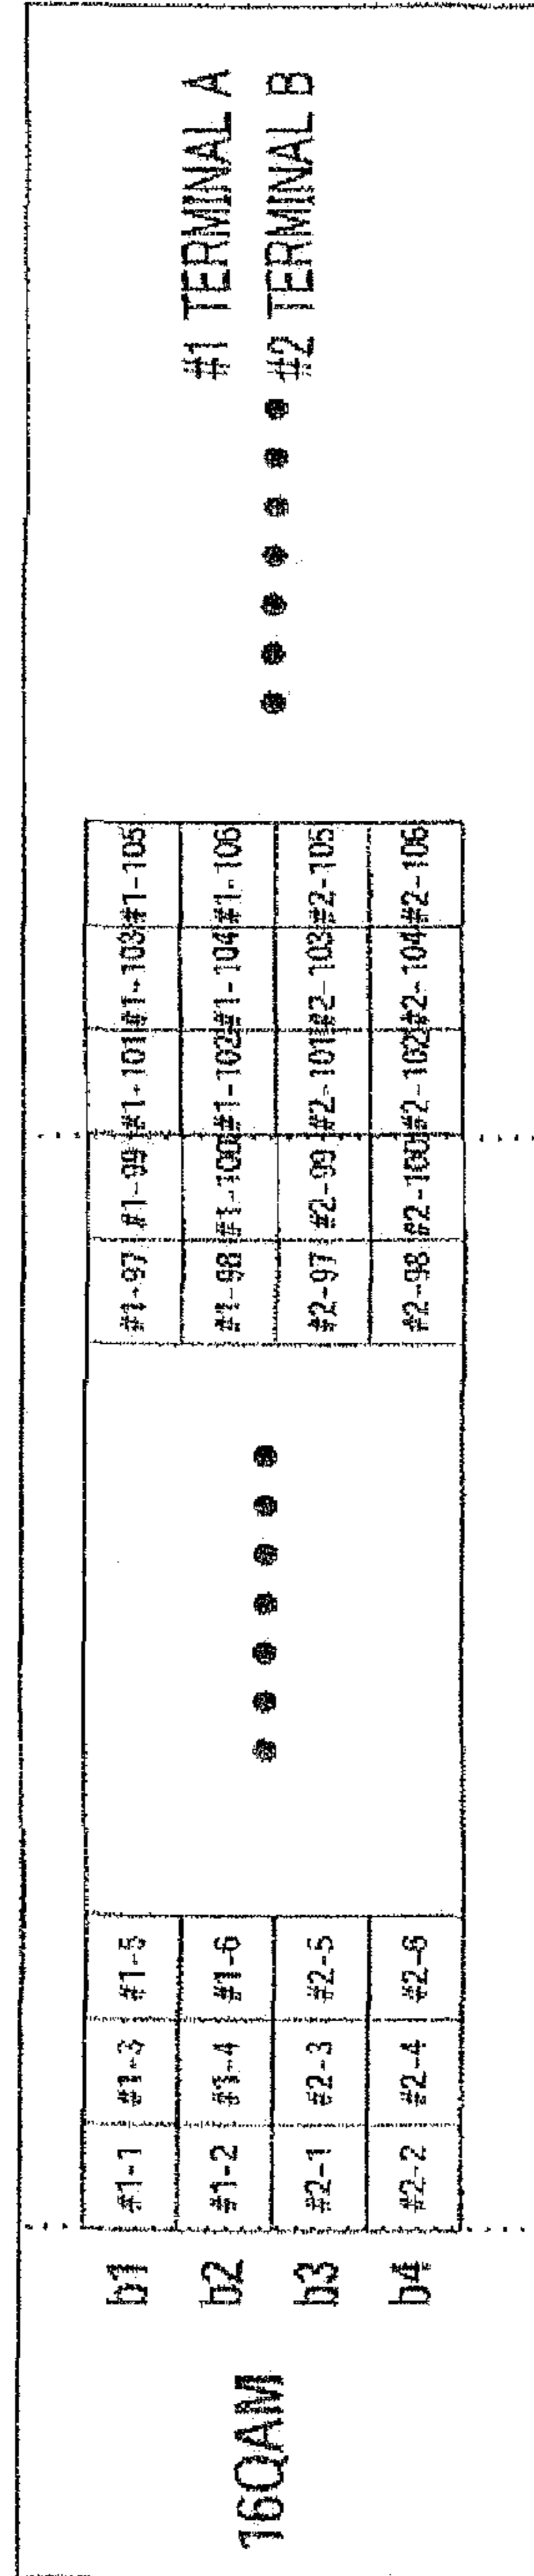 16QAM
b1 #1-1 #1-3 #1-5 #1-97 #1-99 #1-101 #1-103 #1-105
b2 #1-2 #1-4 #1-6 #1-98 #1-100 #1-102 #1-104 #1-106
b3 #2-1 #2-3 #2-5 #2-97 #2-99 #2-101 #2-103 #2-105
b4 #2-2 #2-4 #2-6 #2-98 #2-100 #2-102 #2-104 #2-106
#1 TERMINAL A
#2 TERMINAL B